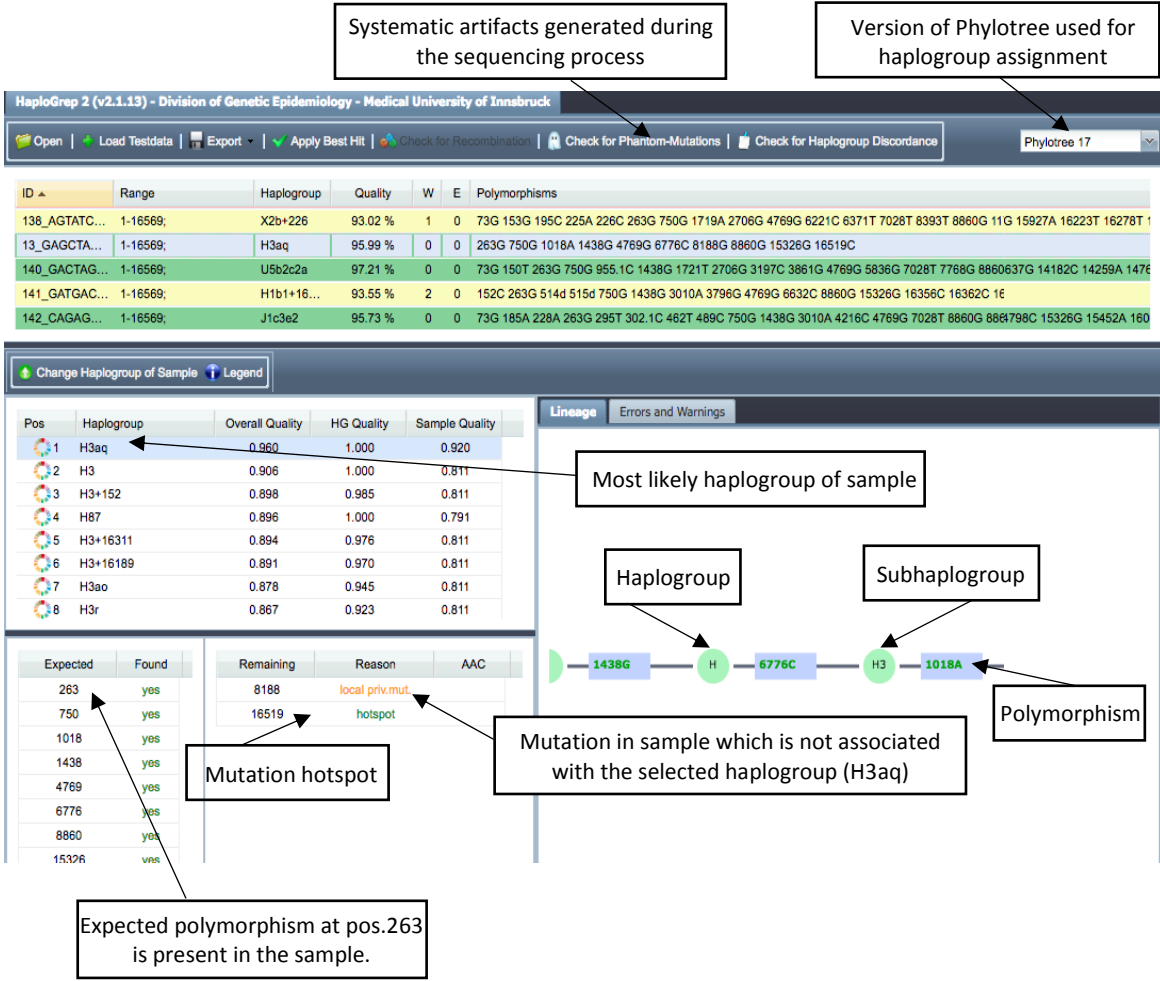 Systematic artifacts generated during
the sequencing process
Version of Phylotree used for
haplogroup assignment
HaploGrep 2 (v2.1.13) - Division of Genetic Epidemiology - Medical University of Innsbruck
Open | Load Testdata | Export | Apply Best Hit | Check for Recombination | Check for Phantom-Mutations | Check for Haplogroup Discordance Phylotree 17
ID Range Haplogroup Quality W E Polymorphisms
138_AGTATC... 1-16569; X2b+226 93.02 % 1 0 73G 153G 195C 225A 226C 263G 750G 1719A 2706G 4769G 6221C 6371T 7028T 8393T 8860G 11G 15927A 16223T 16278T 1
13_GAGCTA... 1-16569; H3aq 95.99 % 0 0 263G 750G 1018A 1438G 4769G 6776C 8188G 8860G 15326G 16519C
140_GACTAG... 1-16569; U5b2c2a 97.21 % 0 0 73G 150T 263G 750G 955.1C 1438G 1721T 2706G 3197C 3861G 4769G 5836G 7028T 7768G 8860637G 14182C 14259A 1476
141_GATGAC... 1-16569; H1b1+16... 93.55 % 2 0 152C 263G 514d 515d 750G 1438G 3010A 3796G 4769G 6632C 8860G 15326G 16356C 16362C 16
142_CAGAG... 1-16569; J1c3e2 95.73 % 0 0 73G 185A 228A 263G 295T 302.1C 462T 489C 750G 1438G 3010A 4216C 4769G 7028T 8860G 15326G 15452A 160
Change Haplogroup of Sample Legend
Pos Haplogroup Overall Quality HG Quality Sample Quality
1 H3aq 0.960 1.000 0.920
2 H3 0.906 1.000 0.811
3 H3+152 0.898 0.985 0.811
4 H87 0.896 1.000 0.791
5 H3+16311 0.894 0.976 0.811
6 H3+16189 0.891 0.970 0.811
7 H3ao 0.878 0.945 0.811
8 H3r 0.867 0.923 0.811
Lineage Errors and Warnings
Most likely haplogroup of sample
Haplogroup
Subhaplogroup
1438G H 6776C H3 1018A
Polymorphism
Expected Found
263 yes
750 yes
1018 yes
1438 yes
4769 yes
6776 yes
8860 yes
15326 yes
Remaining Reason AAC
8188 local priv.mut.
16519 hotspot
Mutation hotspot
Mutation in sample which is not associated
with the selected haplogroup (H3aq)
Expected polymorphism at pos.263
is present in the sample.